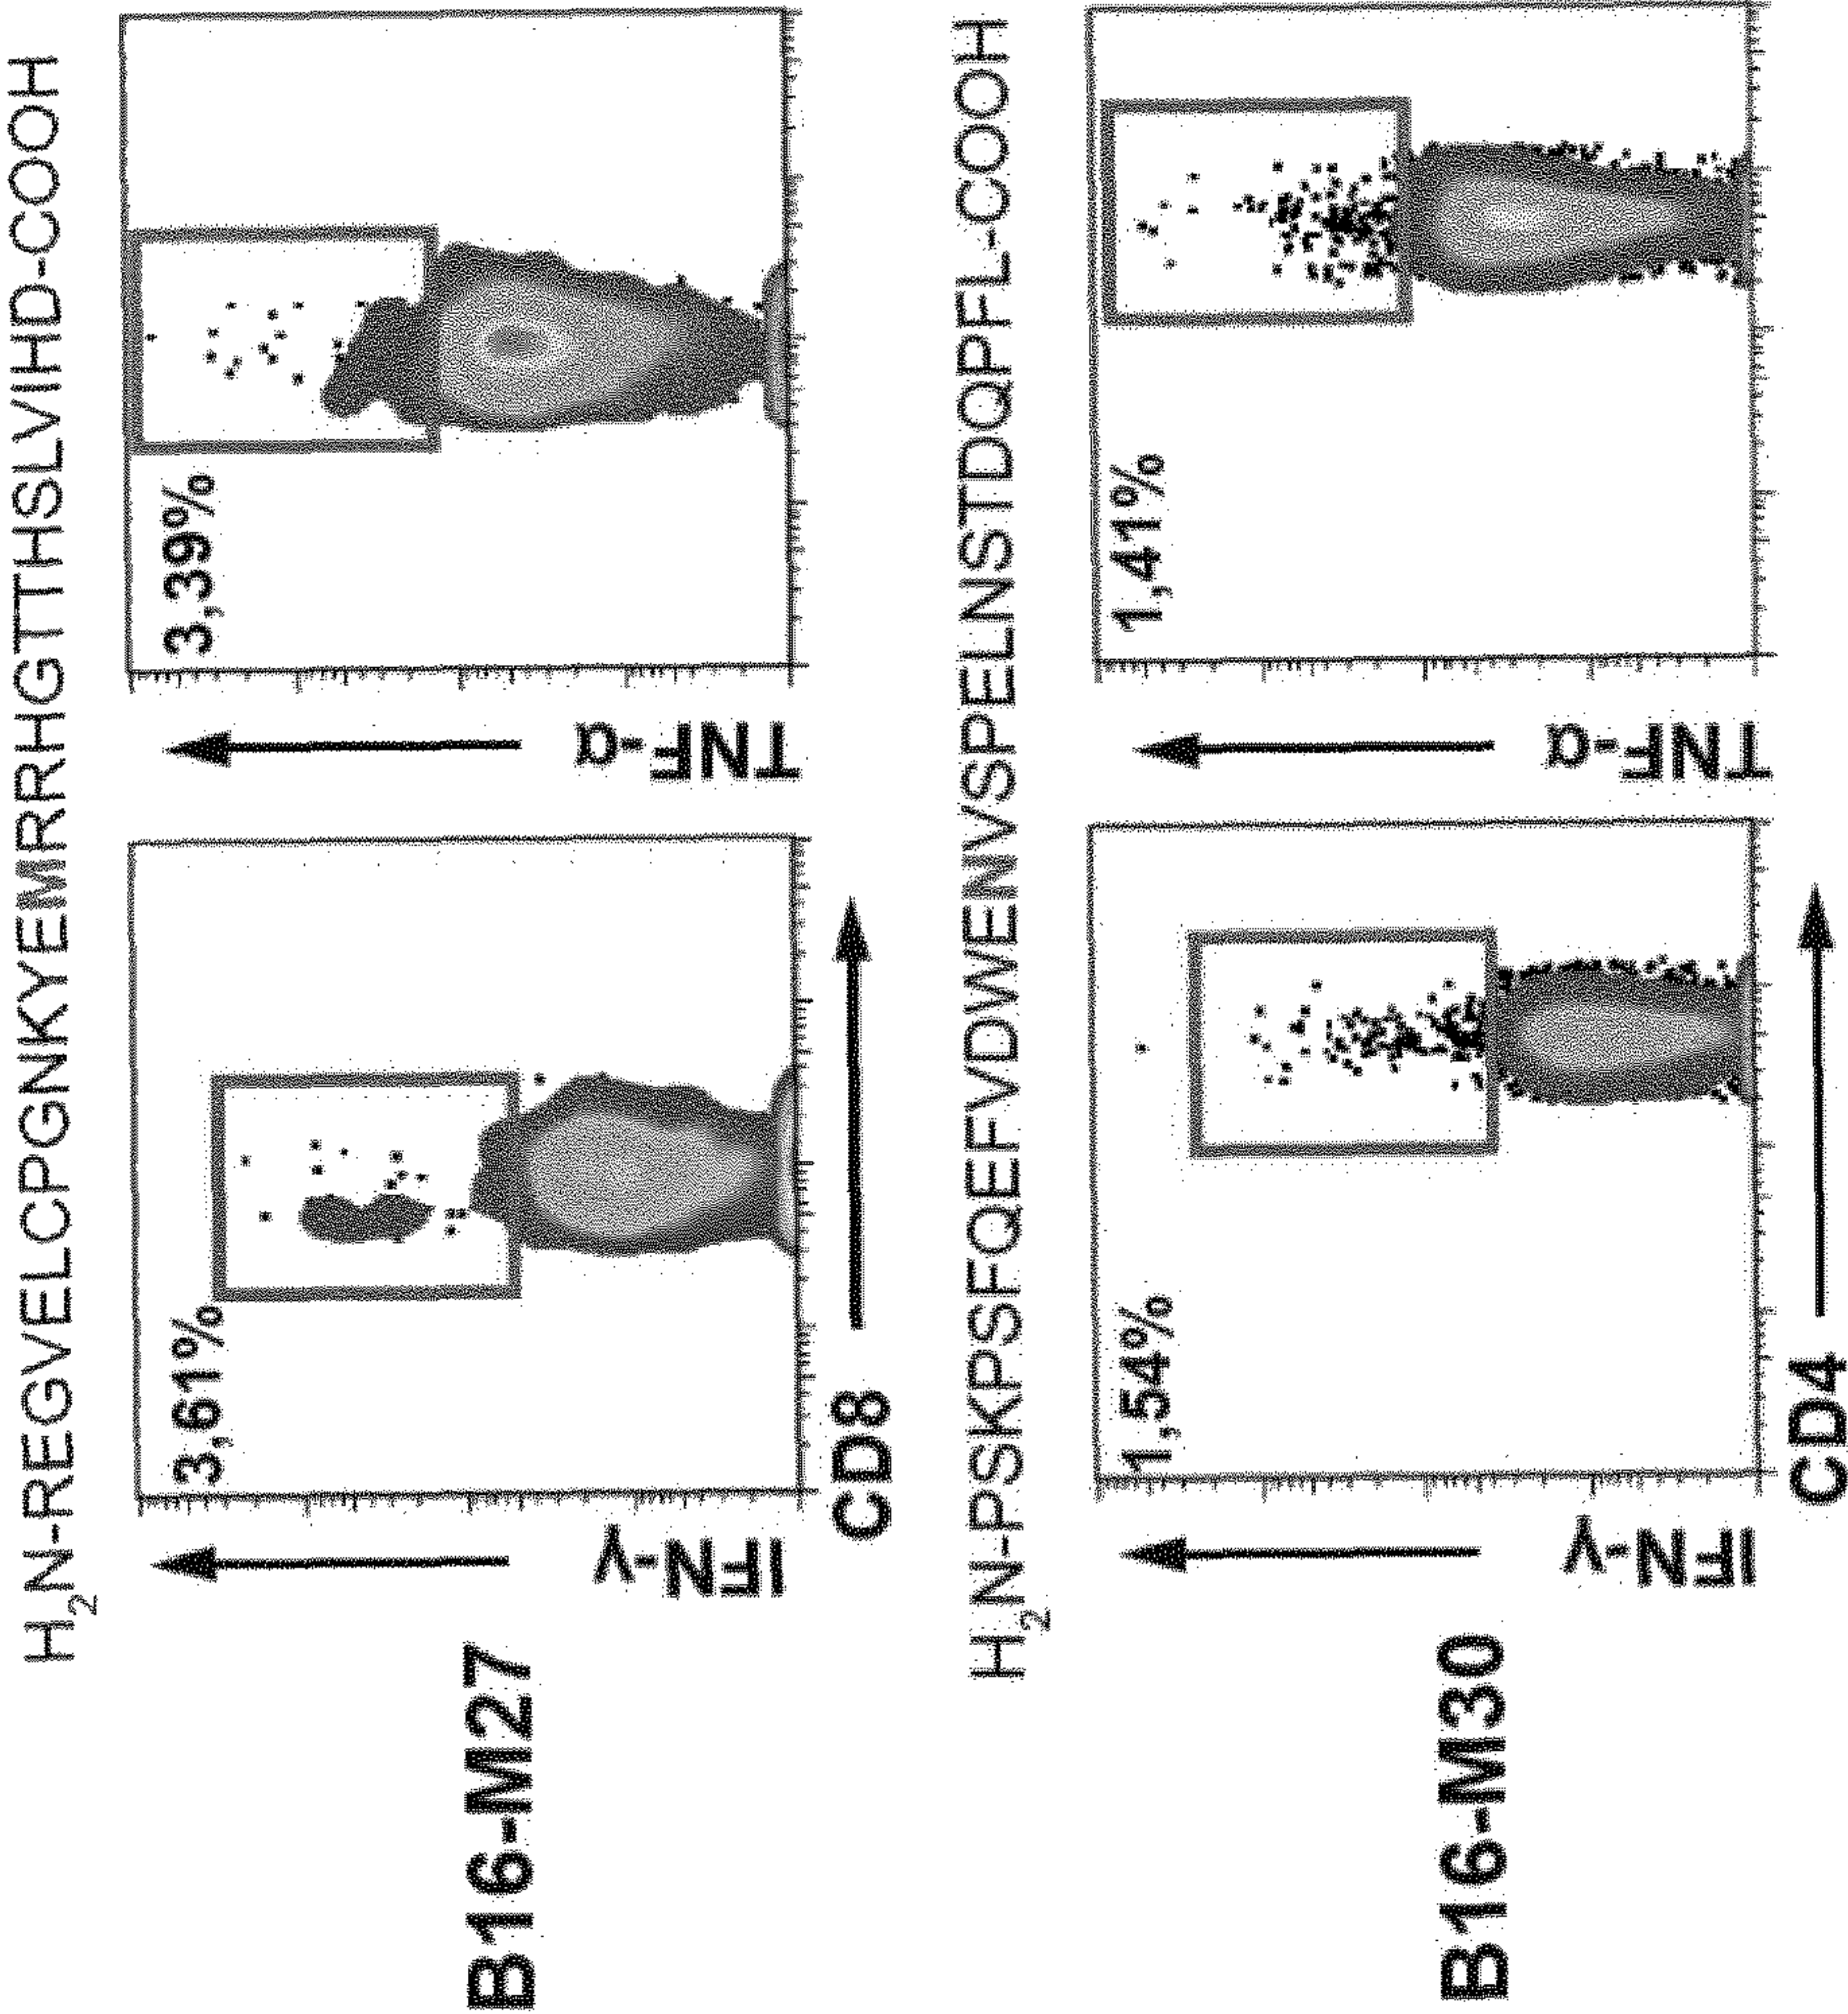 H2N-REGVELCPGNKYEMRRHGTTHSLVIHD-COOH
B16-M27
IFN-γ
3,61%
TNF-α
3,39%
CD8
H2N-PSKPSFQEFVDWENVSPELNSTDQPFL-COOH
B16-M30
IFN-γ
1,54%
TNF-α
1,41%
CD4